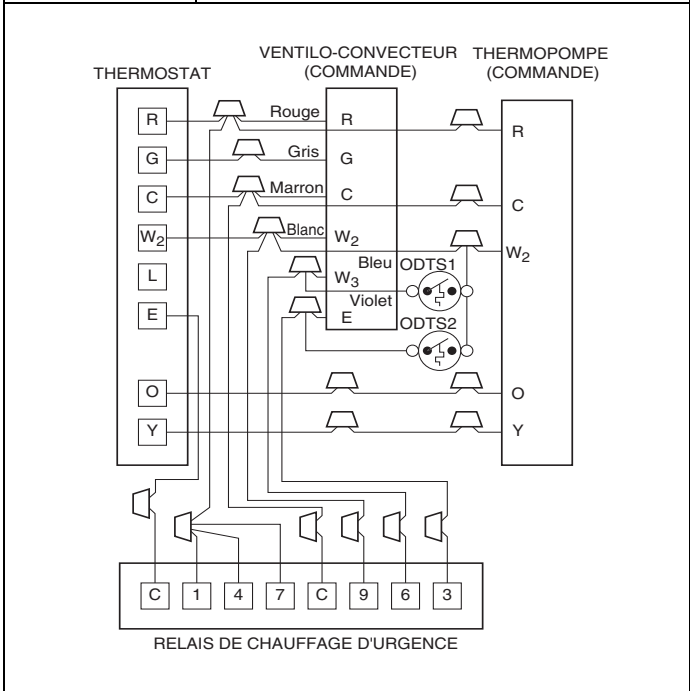 VENTILO-CONVECTEUR
(COMMANDE)
THERMOPOMPE
(COMMANDE)
THERMOSTAT
R
Rouge
R
R
G
Gris
G
C
Marron
C
C
W2
Blanc
W2
W2
L
Bleu
W3
ODTS1
E
Violet
E
ODTS2
O
O
Y
Y
C 1 4 7 C 9 6 3
RELAIS DE CHAUFFAGE D'URGENCE